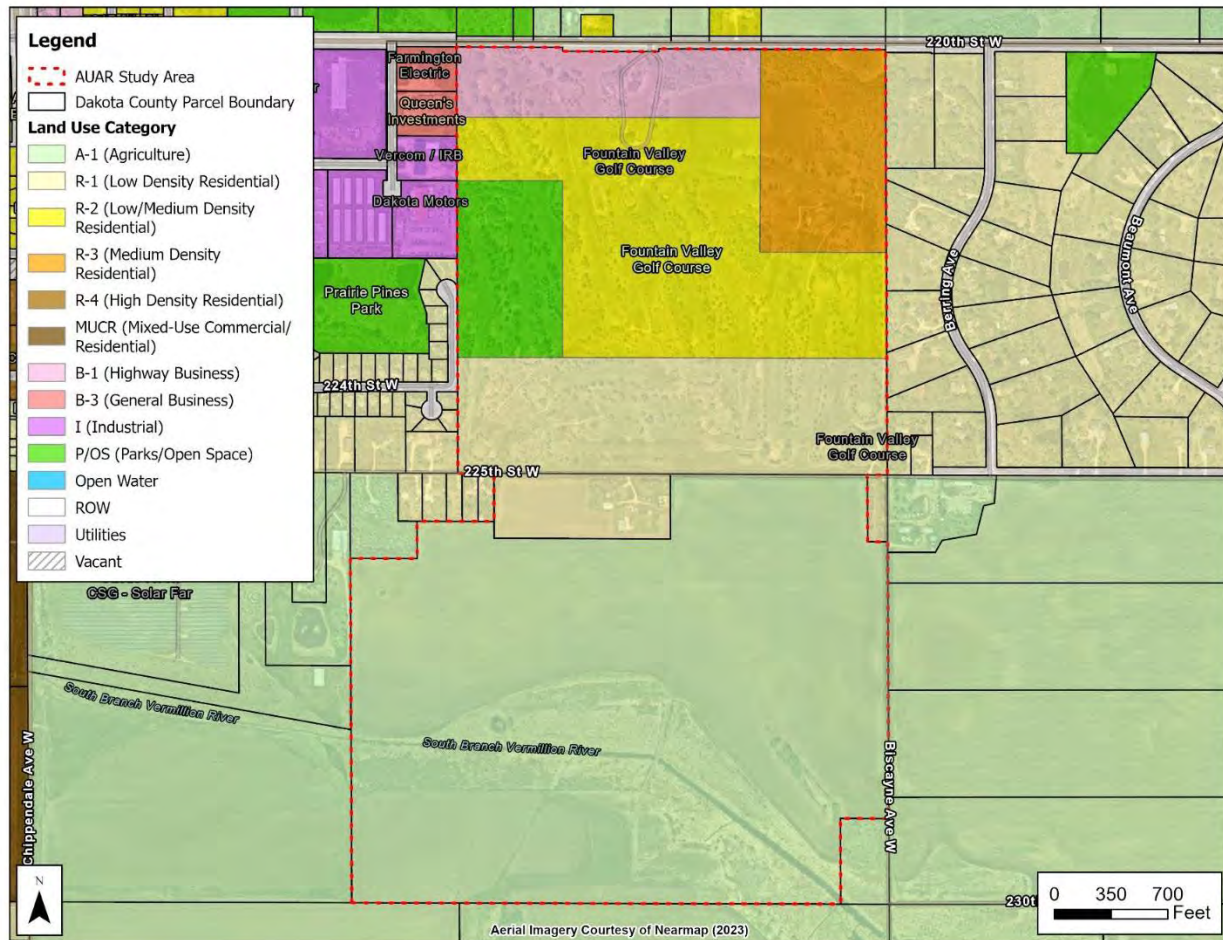 Legend
AUAR Study Area
Dakota County Parcel Boundary
Land Use Category
A-1 (Agriculture)
R-1 (Low Density Residential)
R-2 (Low/Medium Density
Residential)
R-3 (Medium Density
Residential)
R-4 (High Density Residential)
MUCR (Mixed-Use Commercial/
Residential)
B-1 (Highway Business)
B-3 (General Business)
I (Industrial)
P/OS (Parks/Open Space)
Open Water
ROW
Utilities
Vacant
220th St W
Farmington
Electric
Queen's
Investments
Vercom / IRB
Dakota Motors
Fountain Valley
Golf Course
Fountain Valley
Golf Course
Prairie Pines
Park
Berring Ave
Beaumont Ave
224th St W
Fountain Valley
Golf Course
225th St W
CSG - Solar Far
South Branch Vermillion River
South Branch Vermillion River
Chippendale Ave W
Biscayne Ave W
N
230th
0 350 700
Feet
Aerial Imagery Courtesy of Nearmap (2023)